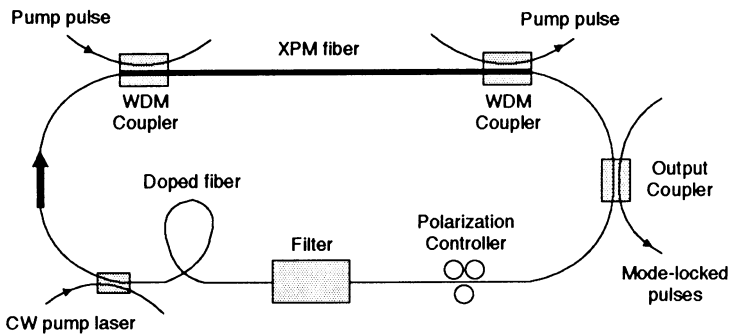 Pump pulse
Pump pulse
XPM fiber
WDM
Coupler
WDM
Coupler
Doped fiber
Output
Coupler
Polarization
Controller
Filter
Mode-locked
pulses
CW pump laser